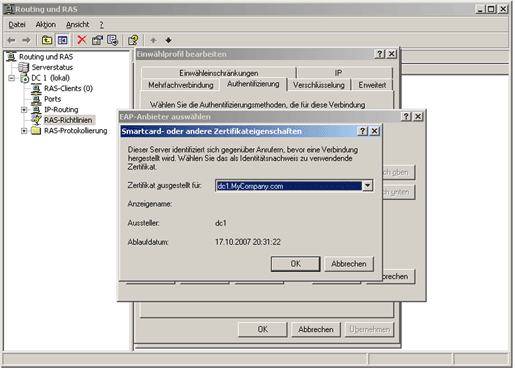 Routing und RAS
Datei Aktion Ansicht ?
Routing und RAS
Serverstatus
DC 1 (lokal)
RAS-Clients (0)
Ports
IP-Routing
RAS-Richtlinien
RAS-Protokollierung
Einwählprofil bearbeiten
Einwähleinschränkungen IP
Mehrfachverbindung Authentifizierung Verschlüsselung Erweitert
Wählen Sie die Authentifizierungsmethoden, die für diese Verbindung
EAP-Anbieter auswählen
Smartcard- oder andere Zertifikateigenschaften
Dieser Server identifiziert sich gegenüber Anrufern, bevor eine Verbindung
hergestellt wird. Wählen Sie das als Identitätsnachweis zu verwendende
Zertifikat.
Zertifikat ausgestellt für: dc1.MyCompany.com
Anzeigename:
Aussteller: dc1
Ablaufdatum: 17.10.2007 20:31:22
OK Abbrechen
ch oben
ch unten
brechen
OK Abbrechen Übernehmen